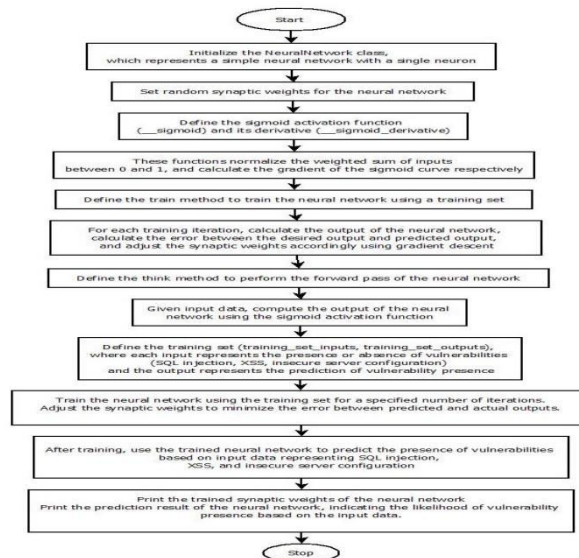 Start
Initialize the NeuralNetwork class,
which represents a simple neural network with a single neuron
Set random synaptic weights for the neural network
Define the sigmoid activation function
(__sigmoid) and its derivative (__sigmoid_derivative)
These functions normalize the weighted sum of inputs
between 0 and 1, and calculate the gradient of the sigmoid curve respectively
Define the train method to train the neural network using a training set
For each training iteration, calculate the output of the neural network,
calculate the error between the desired output and predicted output,
and adjust the synaptic weights accordingly using gradient descent
Define the think method to perform the forward pass of the neural network
Given input data, compute the output of the neural
network using the sigmoid activation function
Define the training set (training_set_inputs, training_set_outputs),
where each input represents the presence or absence of vulnerabilities
(SQL injection, XSS, insecure server configuration)
and the output represents the prediction of vulnerability presence
Train the neural network using the training set for a specified number of iterations.
Adjust the synaptic weights to minimize the error between predicted and actual outputs.
After training, use the trained neural network to predict the presence of vulnerabilities
based on input data representing SQL injection,
XSS, and insecure server configuration
Print the trained synaptic weights of the neural network
Print the prediction result of the neural network, indicating the likelihood of vulnerability
presence based on the input data.
Stop